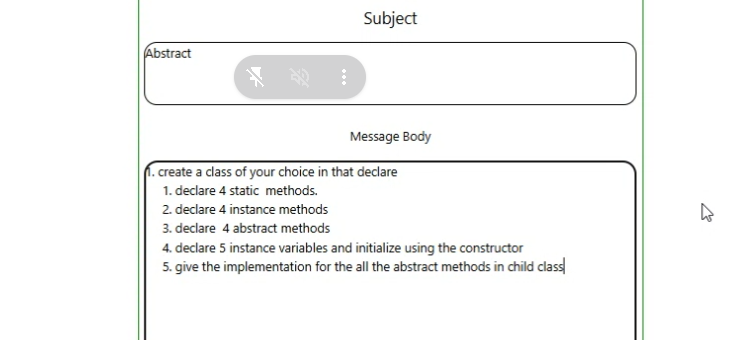 Subject
Abstract
Message Body
1. create a class of your choice in that declare
1. declare 4 static methods.
2. declare 4 instance methods
3. declare 4 abstract methods
4. declare 5 instance variables and initialize using the constructor
5. give the implementation for the all the abstract methods in child class